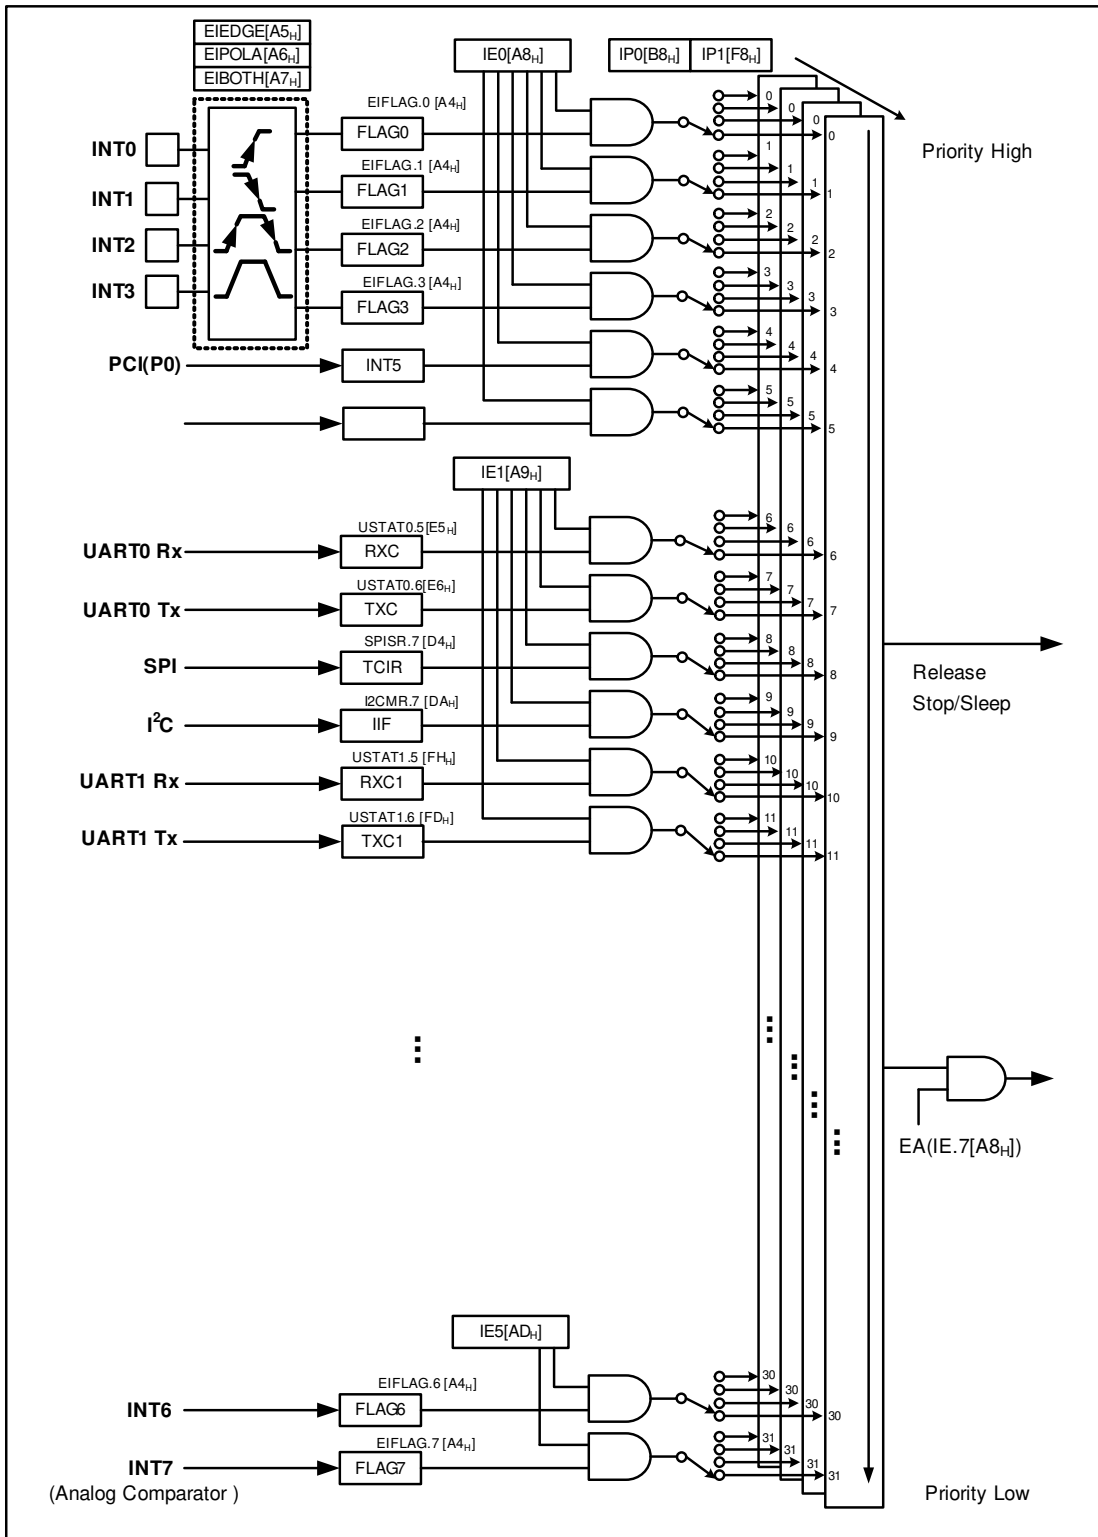 EIEDGE[A5H]
EIPOLA[A6H]
EIBOTH[A7H]
IE0[A8H]
IP0[B8H] IP1[F8H]
Priority High
EIFLAG.0 [A4H]
INT0 FLAG0 0 0 0 0
EIFLAG.1 [A4H]
INT1 FLAG1 1 1 1 1
EIFLAG.2 [A4H]
INT2 FLAG2 2 2 2 2
EIFLAG.3 [A4H]
INT3 FLAG3 3 3 3 3
PCI(P0) INT5 4 4 4 4
5 5 5 5
IE1[A9H]
USTAT0.5[E5H]
UART0 Rx RXC 6 6 6 6
USTAT0.6[E6H]
UART0 Tx TXC 7 7 7 7
SPISR.7 [D4H]
SPI TCIR 8 8 8 8
Release
Stop/Sleep
I2CMR.7 [DAH]
I²C IIF 9 9 9 9
USTAT1.5 [FHH]
UART1 Rx RXC1 10 10 10 10
USTAT1.6 [FDH]
UART1 Tx TXC1 11 11 11 11
EA(IE.7[A8H])
IE5[ADH]
EIFLAG.6 [A4H]
INT6 FLAG6 30 30 30 30
EIFLAG.7 [A4H]
INT7 FLAG7 31 31 31 31
(Analog Comparator )
Priority Low